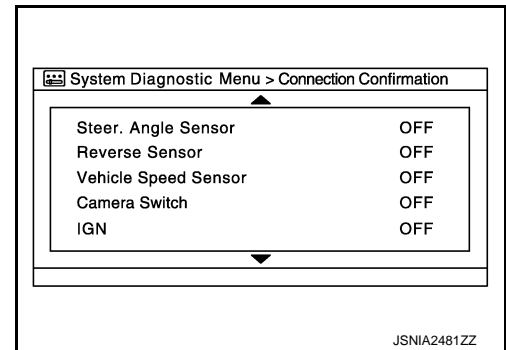 System Diagnostic Menu > Connection Confirmation
Steer. Angle Sensor OFF
Reverse Sensor OFF
Vehicle Speed Sensor OFF
Camera Switch OFF
IGN OFF
JSNIA2481ZZ